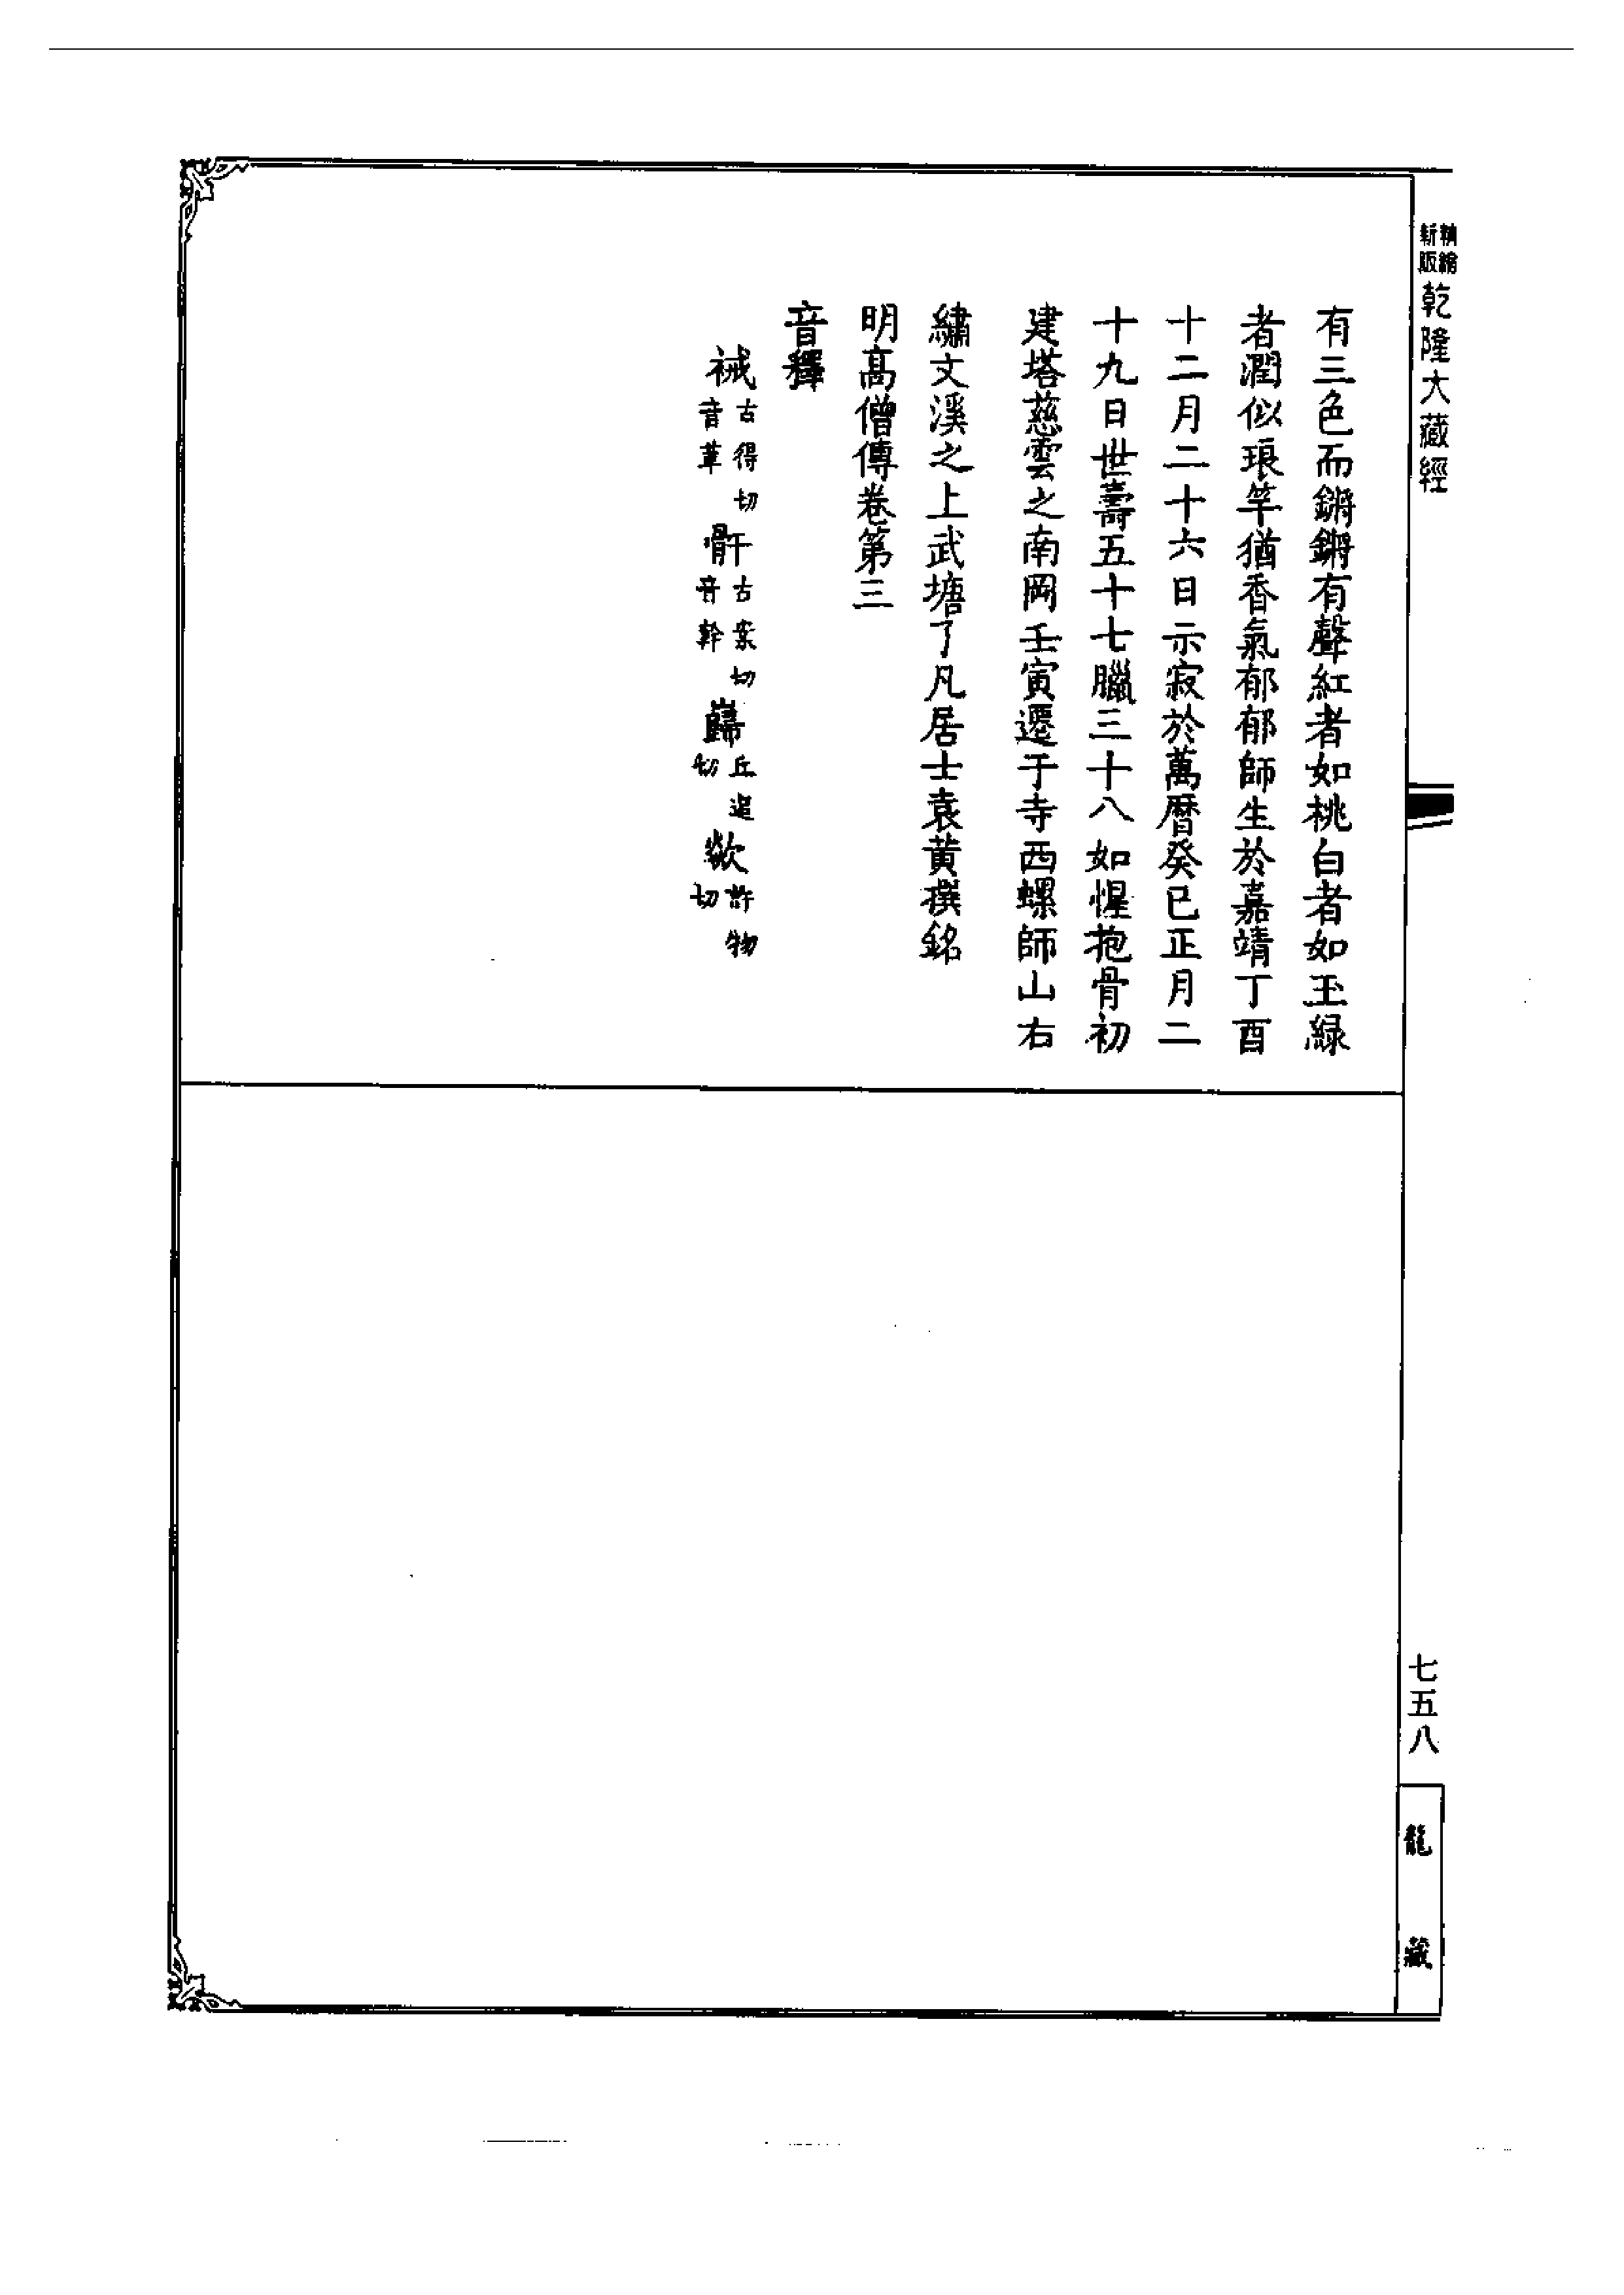 精繪
新版
乾隆大藏經
有三色而鏘鏘有聲紅者如桃白者如玉緑
者潤似琅竿猶香氣郁郁師生於嘉靖丁酉
十二月二十六日示寂於萬曆癸巳正月二
十九日世壽五十七臘三十八如惺抱骨初
建塔慈雲之南岡壬寅遷于寺西螺師山右
繡文溪之上武塘了凡居士袁黃撰銘
明高僧傳卷第三
音釋
裓古得切音革 骭古案切音幹 巋丘追切 欻許物切
七五八
龍藏